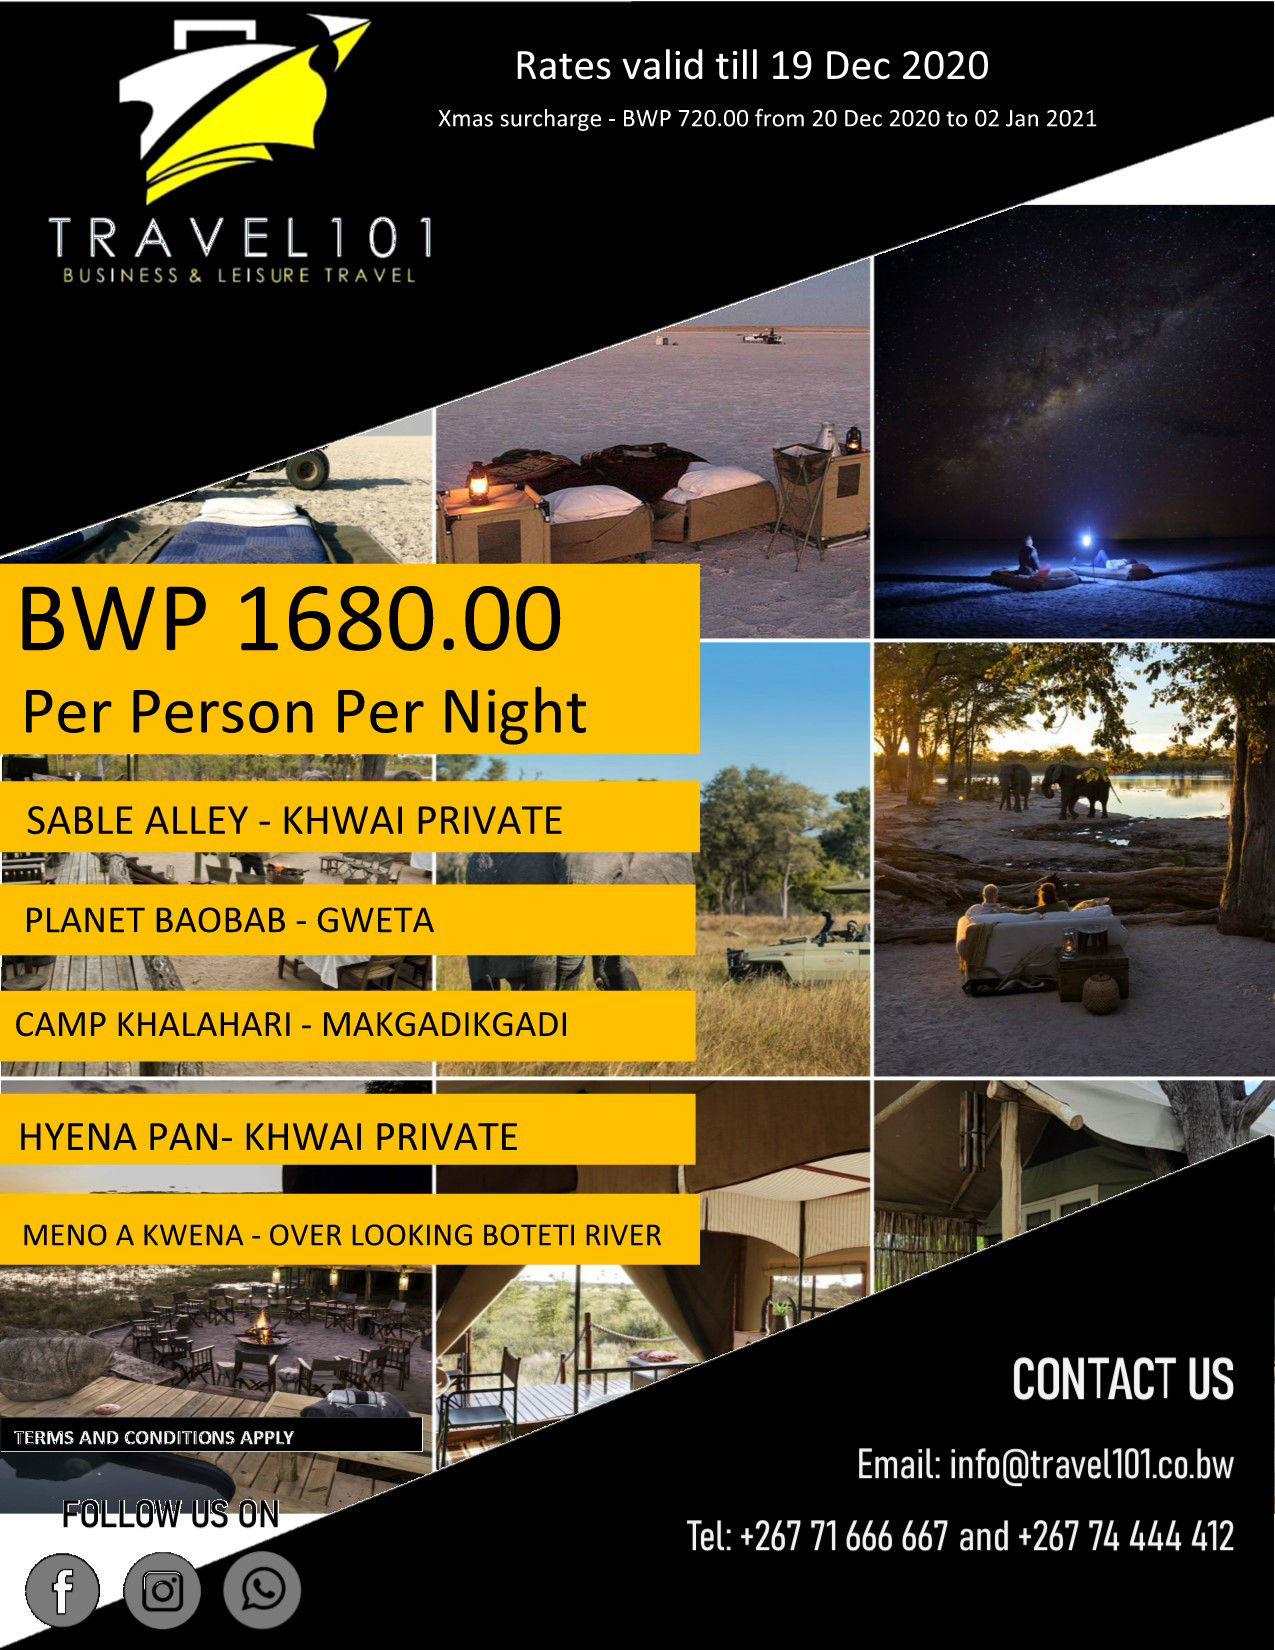 Rates valid till 19 Dec 2020
Xmas surcharge - BWP 720.00 from 20 Dec 2020 to 02 Jan 2021
TRAVEL101
BUSINESS & LEISURE TRAVEL
BWP 1680.00
Per Person Per Night
SABLE ALLEY - KHWAI PRIVATE
PLANET BAOBAB - GWETA
CAMP KHALAHARI - MAKGADIKGADI
HYENA PAN- KHWAI PRIVATE
MENO A KWENA - OVER LOOKING BOTETI RIVER
CONTACT US
TERMS AND CONDITIONS APPLY
Email: info@travel101.co.bw
FOLLOW US ON
Tel: +267 71 666 667 and +267 74 444 412